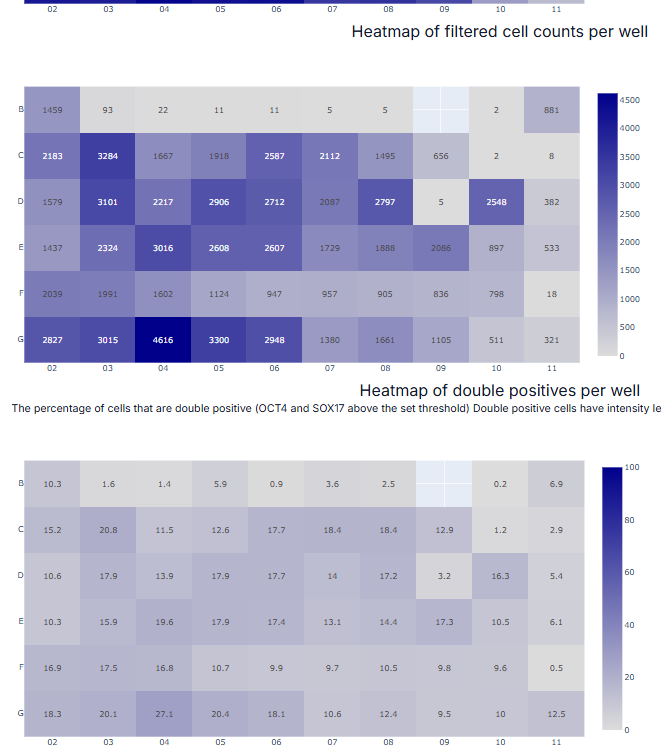 02 03 04 05 06 07 08 09 10 11
Heatmap of filtered cell counts per well
B 1459 93 22 11 11 5 5 2 881
C 2183 3284 1667 1918 2587 2112 1495 656 2 8
D 1579 3101 2217 2906 2712 2087 2797 5 2548 382
E 1437 2324 3016 2608 2607 1729 1888 2086 897 533
F 2039 1991 1602 1124 947 957 905 836 798 18
G 2827 3015 4616 3300 2948 1380 1661 1105 511 321
02 03 04 05 06 07 08 09 10 11
4500
4000
3500
3000
2500
2000
1500
1000
500
0
Heatmap of double positives per well
The percentage of cells that are double positive (OCT4 and SOX17 above the set threshold) Double positive cells have intensity le
B 10.3 1.6 1.4 5.9 0.9 3.6 2.5 0.2 6.9
C 15.2 20.8 11.5 12.6 17.7 18.4 18.4 12.9 1.2 2.9
D 10.6 17.9 13.9 17.9 17.7 14 17.2 3.2 16.3 5.4
E 10.3 15.9 19.6 17.9 17.4 13.1 14.4 17.3 10.5 6.1
F 16.9 17.5 16.8 10.7 9.9 9.7 10.5 9.8 9.6 0.5
G 18.3 20.1 27.1 20.4 18.1 10.6 12.4 9.5 10 12.5
02 03 04 05 06 07 08 09 10 11
100
80
60
40
20
0